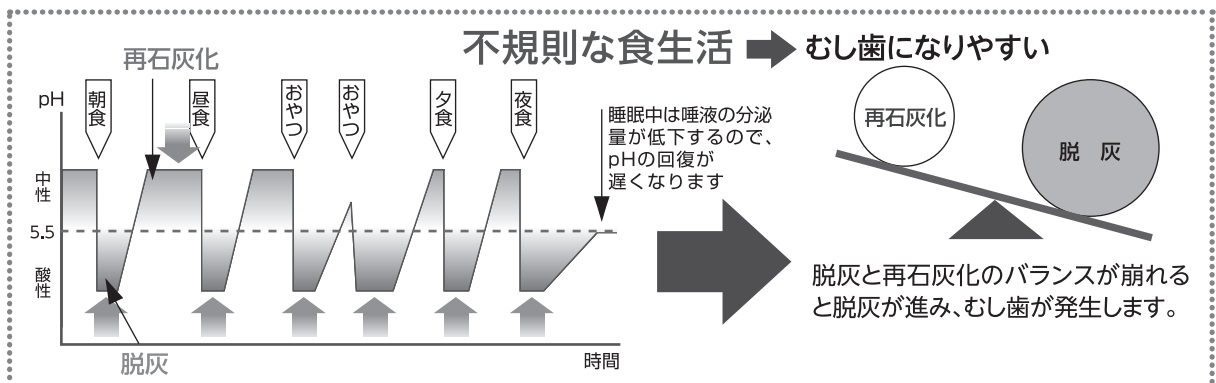 不規則な食生活 むし歯になりやすい
再石灰化
pH
朝食
昼食
おやつ
おやつ
夕食
夜食
睡眠中は唾液の分泌
量が低下するので、
pHの回復が
遅くなります
中性
5.5
酸性
脱灰
時間
再石灰化
脱 灰
脱灰と再石灰化のバランスが崩れる
と脱灰が進み、むし歯が発生します。